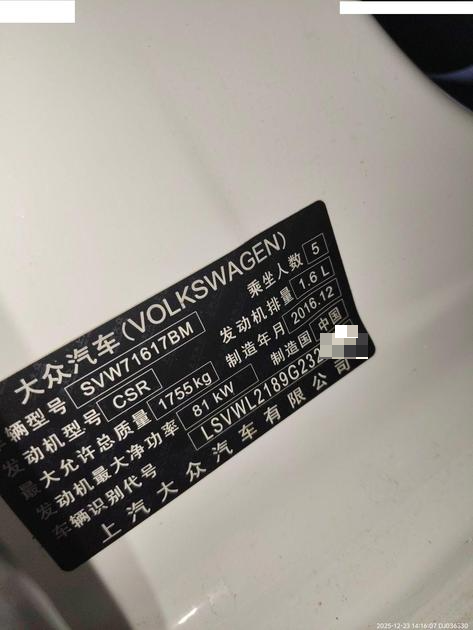 大众汽车(VOLKSWAGEN)
车辆型号 SVW71617BM 乘坐人数 5
发动机型号 CSR 发动机排量 1.6 L
最大允许总质量 1755kg 制造年月 2016.12
发动机最大净功率 81 kW 制造国 中国
车辆识别代号 LSVWL2189G232
上汽大众汽车有限公司
2025-12-23 14:16:07